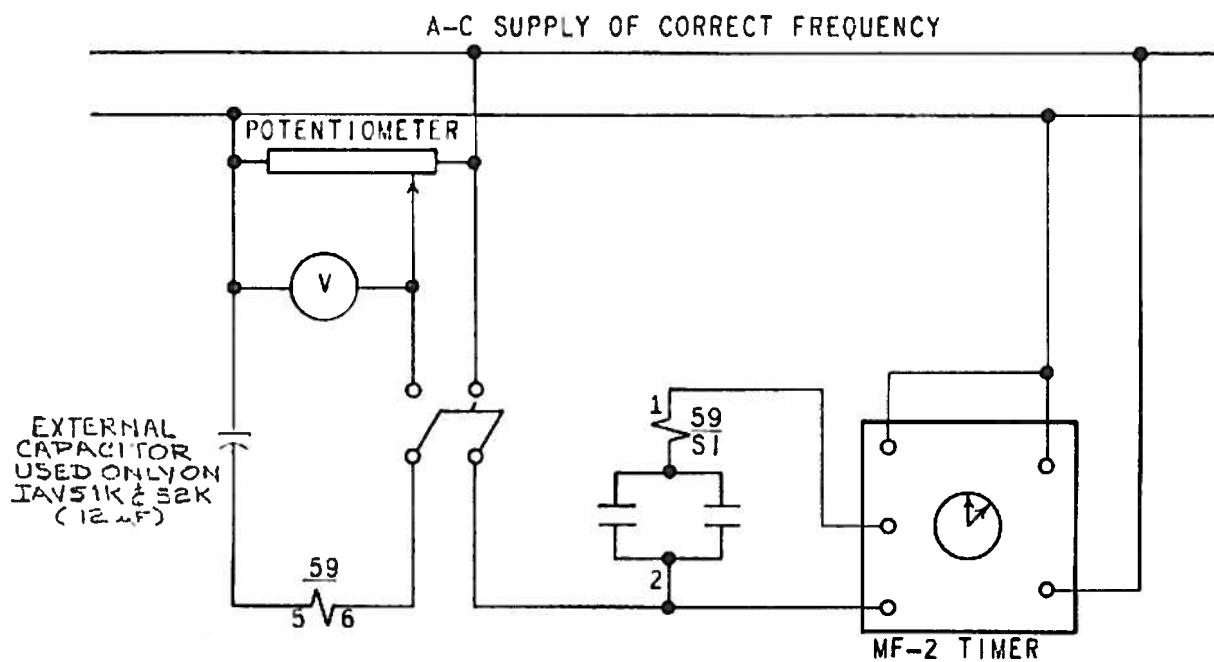 A-C SUPPLY OF CORRECT FREQUENCY
POTENTIOMETER
V
EXTERNAL
CAPACITOR
USED ONLY ON
IAV51K & 52K
(12 µF)
1
59
SI
59
5
6
2
MF-2 TIMER